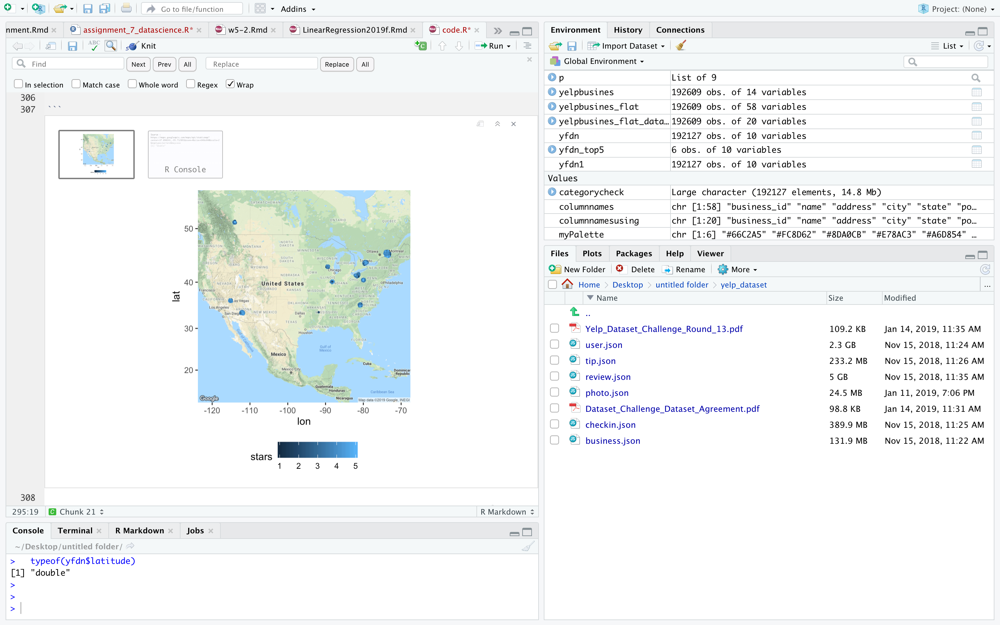 Go to file/function
Addins
Project: (None)
nment.Rmd
assignment_7_datascience.R*
w5-2.Rmd
LinearRegression2019f.Rmd
code.R*
ABC
Knit
Run
Find
Next
Prev
All
Replace
Replace
All
In selection
Match case
Whole word
Regex
Wrap
306
307
```
R Console
SASKATCHEWAN
ONTARIO
QUEBEC
WASHINGTON
MONTANA
NORTH DAKOTA
MINNESOTA
Ottawa
Montreal
MAINE
OREGON
IDAHO
SOUTH DAKOTA
WISCONSIN
MICHIGAN
VT
NH
WYOMING
Chicago
NEW YORK
MA
CT RI
IOWA
NEBRASKA
ILLINOIS
OHIO
PENN
NEVADA
UTAH
United States
COLORADO
KANSAS
MISSOURI
WEST VIRGINIA
MD
DE
NJ
Philadelphia
Francisco
CALIFORNIA
Las Vegas
KENTUCKY
VIRGINIA
Los Angeles
ARIZONA
NEW MEXICO
OKLAHOMA
ARKANSAS
TENNESSEE
NORTH
San Diego
Dallas
MISSISSIPPI
ALABAMA
SOUTH CAROLINA
TEXAS
GEORGIA
LOUISIANA
Houston
FLORIDA
Gulf of California
Gulf of Mexico
Mexico
Cuba
Mexico City
Dominican Republic
Guatemala
Honduras
Caribbean Sea
Nicaragua
Google
Map data ©2019 Google, INEGI
50
40
30
20
lat
-120
-110
-100
-90
-80
-70
lon
stars
1
2
3
4
5
308
295:19
Chunk 21
R Markdown
Console
Terminal
R Markdown
Jobs
~/Desktop/untitled folder/
> typeof(yfdn$latitude)
[1] "double"
>
>
>
Environment
History
Connections
Import Dataset
List
Global Environment
p List of 9
yelpbusines 192609 obs. of 14 variables
yelpbusines_flat 192609 obs. of 58 variables
yelpbusines_flat_data… 192609 obs. of 20 variables
yfdn 192127 obs. of 10 variables
yfdn_top5 6 obs. of 10 variables
yfdn1 192127 obs. of 10 variables
Values
categorycheck Large character (192127 elements, 14.8 Mb)
columnnames chr [1:58] "business_id" "name" "address" "city" "state" "po…
columnnamesusing chr [1:20] "business_id" "name" "address" "city" "state" "po…
myPalette chr [1:6] "#66C2A5" "#FC8D62" "#8DA0CB" "#E78AC3" "#A6D854" …
Files
Plots
Packages
Help
Viewer
New Folder
Delete
Rename
More
Home
Desktop
untitled folder
yelp_dataset
...
Name Size Modified
..
Yelp_Dataset_Challenge_Round_13.pdf 109.2 KB Jan 14, 2019, 11:35 AM
user.json 2.3 GB Nov 15, 2018, 11:24 AM
tip.json 233.2 MB Nov 15, 2018, 11:26 AM
review.json 5 GB Nov 15, 2018, 11:35 AM
photo.json 24.5 MB Jan 11, 2019, 7:06 PM
Dataset_Challenge_Dataset_Agreement.pdf 98.8 KB Jan 14, 2019, 11:31 AM
checkin.json 389.9 MB Nov 15, 2018, 11:25 AM
business.json 131.9 MB Nov 15, 2018, 11:22 AM